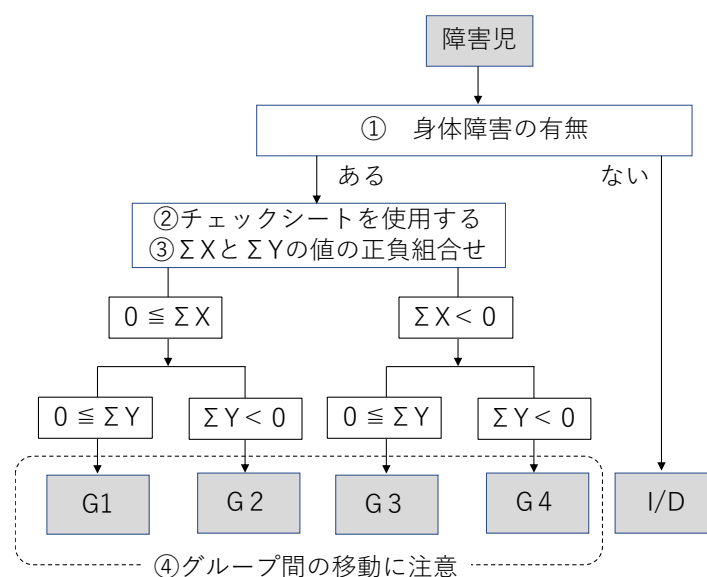 障害児
① 身体障害の有無
ある
ない
②チェックシートを使用する
③ΣXとΣYの値の正負組合せ
0≦ΣX
ΣX<0
0≦ΣY
ΣY<0
0≦ΣY
ΣY<0
G1
G2
G3
G4
I/D
④グループ間の移動に注意